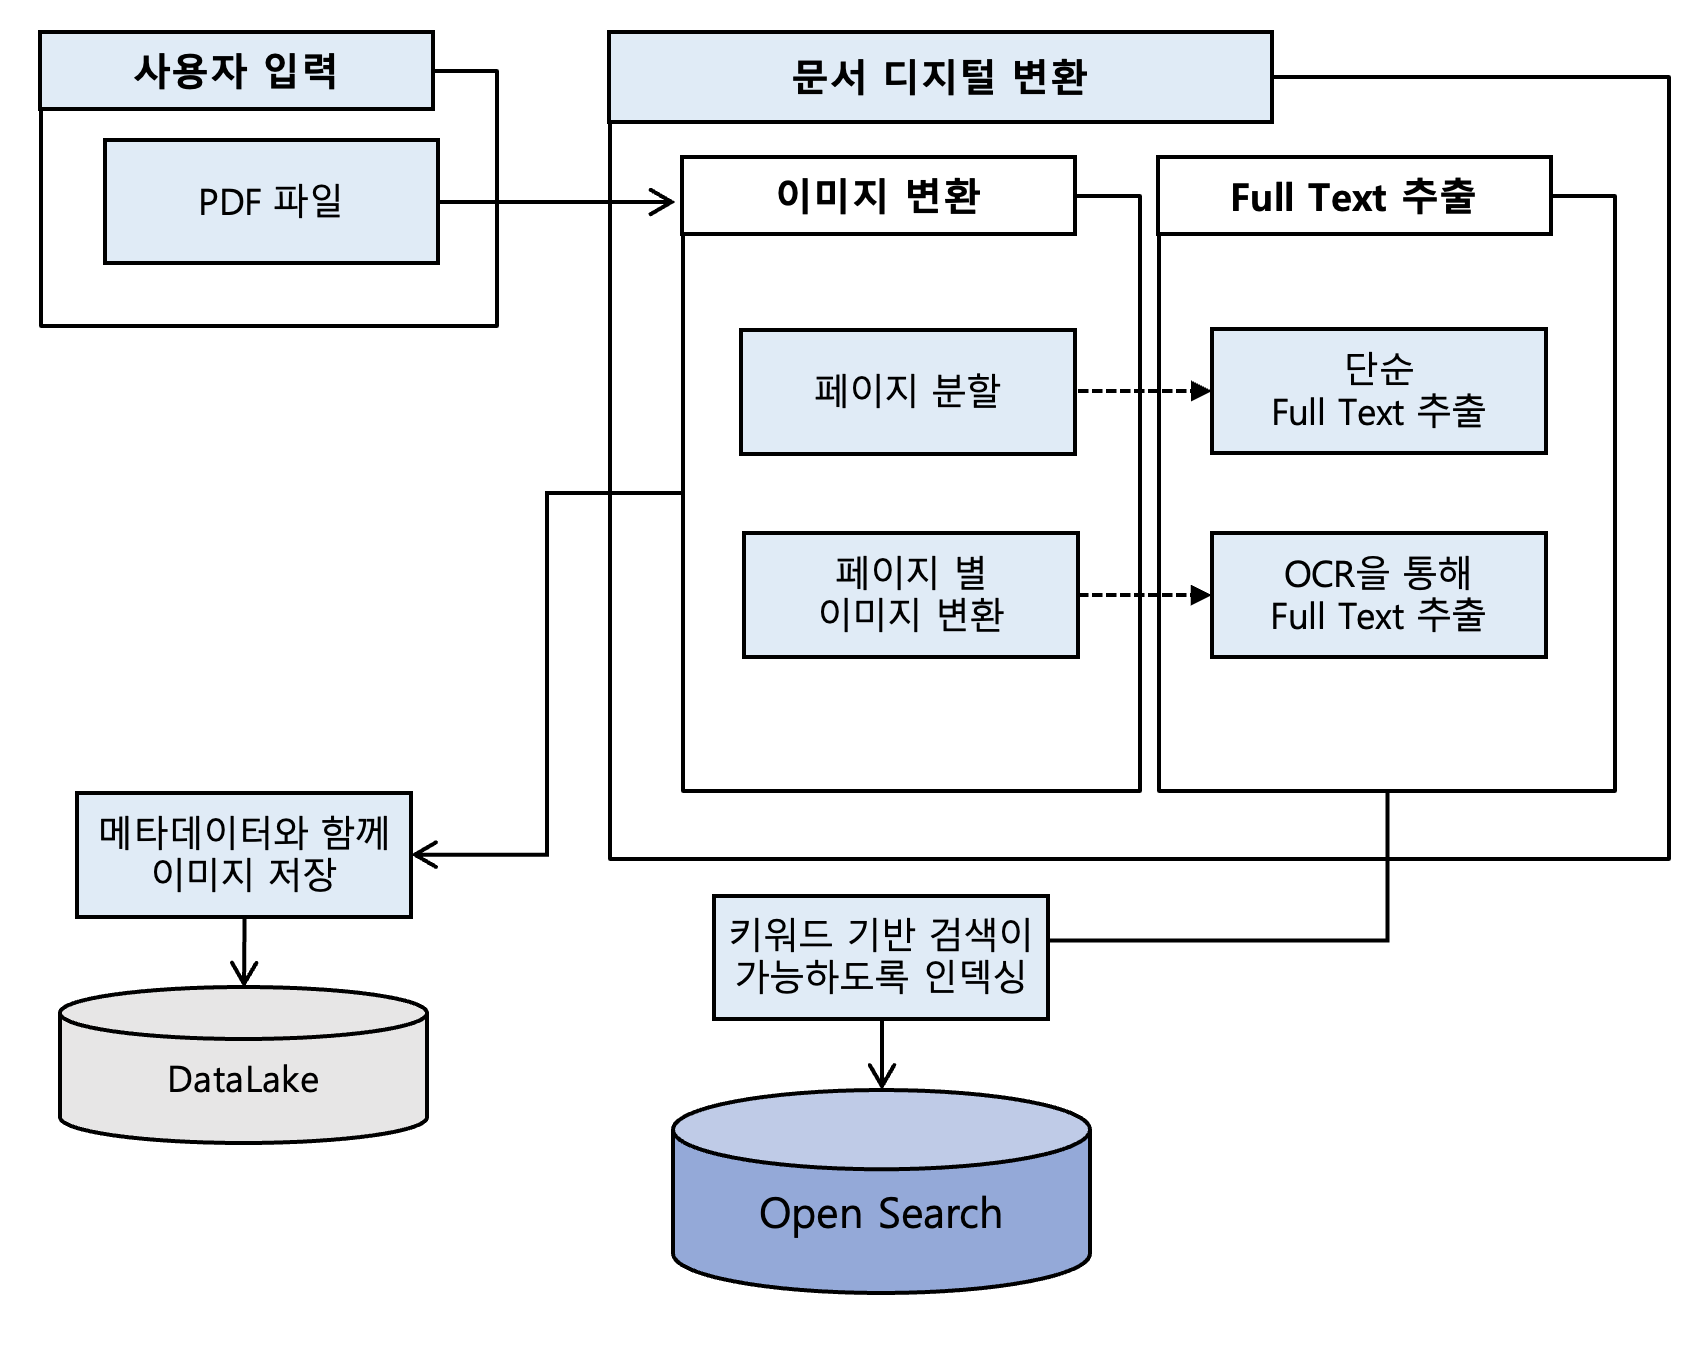 사용자 입력
PDF 파일
문서 디지털 변환
이미지 변환
페이지 분할
페이지 별
이미지 변환
Full Text 추출
단순
Full Text 추출
OCR을 통해
Full Text 추출
메타데이터와 함께
이미지 저장
DataLake
키워드 기반 검색이
가능하도록 인덱싱
Open Search